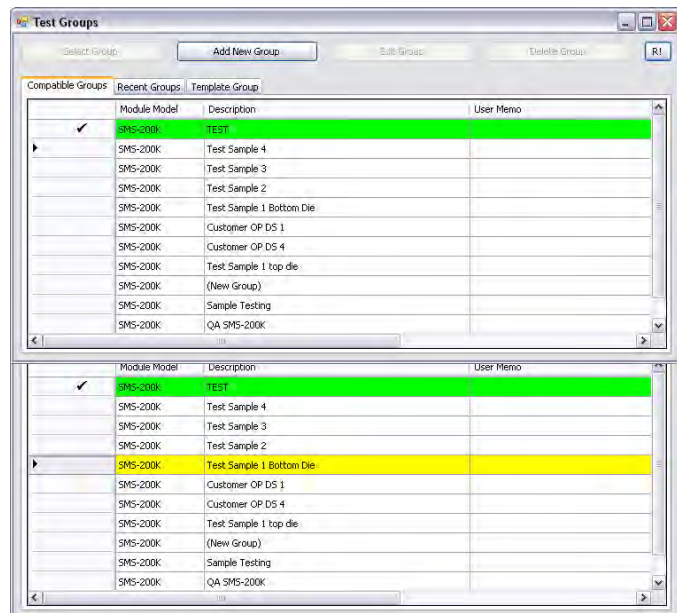 Test Groups
Select Group Add New Group Edit Group Delete Group R!
Compatible Groups Recent Groups Template Group
Module Model Description User Memo
✔ SMS-200K TEST
SMS-200K Test Sample 4
SMS-200K Test Sample 3
SMS-200K Test Sample 2
SMS-200K Test Sample 1 Bottom Die
SMS-200K Customer OP DS 1
SMS-200K Customer OP DS 4
SMS-200K Test Sample 1 top die
SMS-200K (New Group)
SMS-200K Sample Testing
SMS-200K QA SMS-200K
Module Model Description User Memo
✔ SMS-200K TEST
SMS-200K Test Sample 4
SMS-200K Test Sample 3
SMS-200K Test Sample 2
SMS-200K Test Sample 1 Bottom Die
SMS-200K Customer OP DS 1
SMS-200K Customer OP DS 4
SMS-200K Test Sample 1 top die
SMS-200K (New Group)
SMS-200K Sample Testing
SMS-200K QA SMS-200K